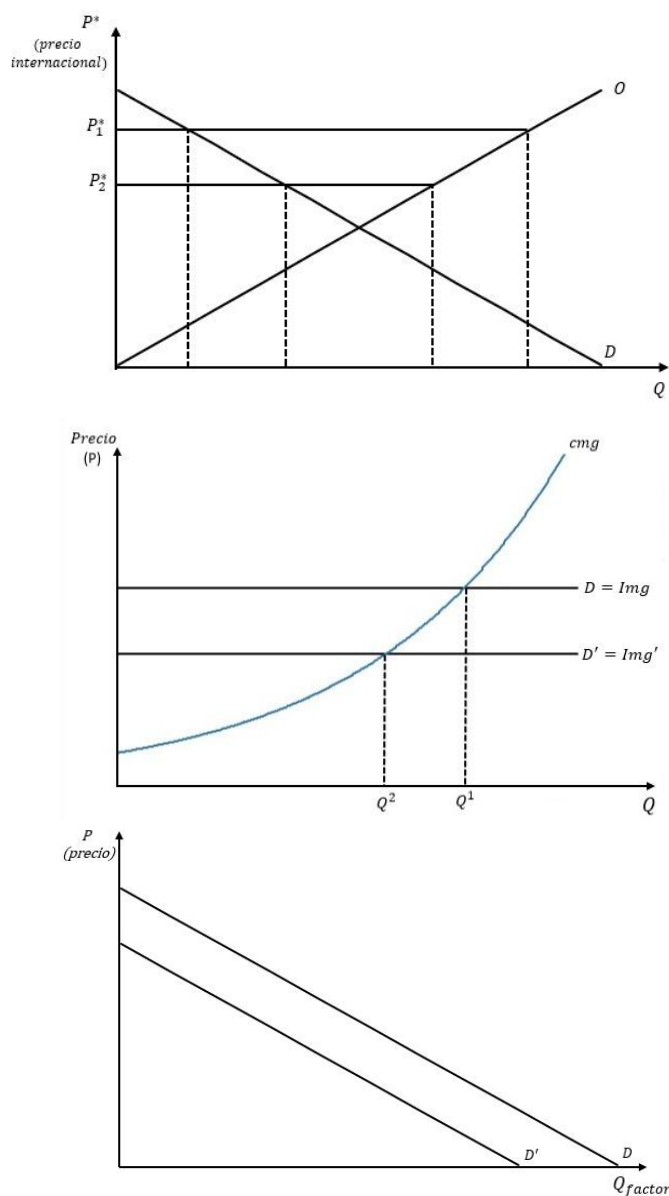 P*
(precio
internacional)
O
P₁*
P₂*
D
Q
Precio
(P)
cmg
D = Img
D′ = Img′
Q² Q¹ Q
P
(precio)
D′ D
Q_factor